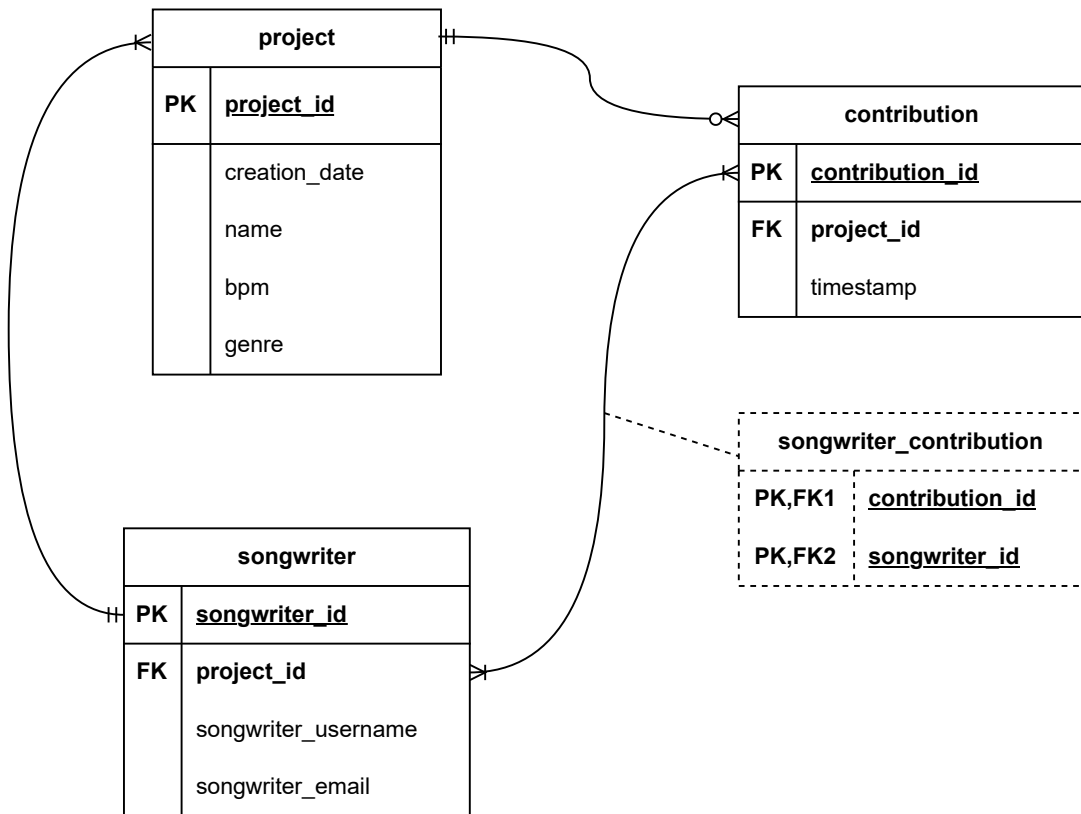 project
PK project_id
creation_date
name
bpm
genre
contribution
PK contribution_id
FK project_id
timestamp
songwriter_contribution
PK,FK1 contribution_id
PK,FK2 songwriter_id
songwriter
PK songwriter_id
FK project_id
songwriter_username
songwriter_email